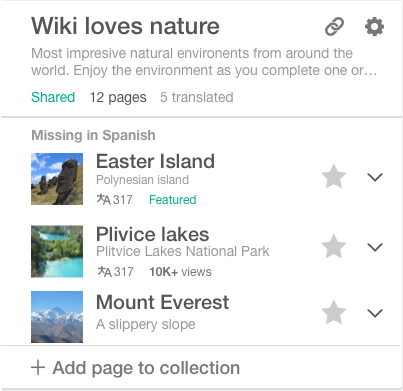 Wiki loves nature
Most impresive natural environents from around the
world. Enjoy the environment as you complete one or…
Shared 12 pages 5 translated
Missing in Spanish
Easter Island
Polynesian island
317 Featured
Plivice lakes
Plitvice Lakes National Park
317 10K+ views
Mount Everest
A slippery slope
+ Add page to collection